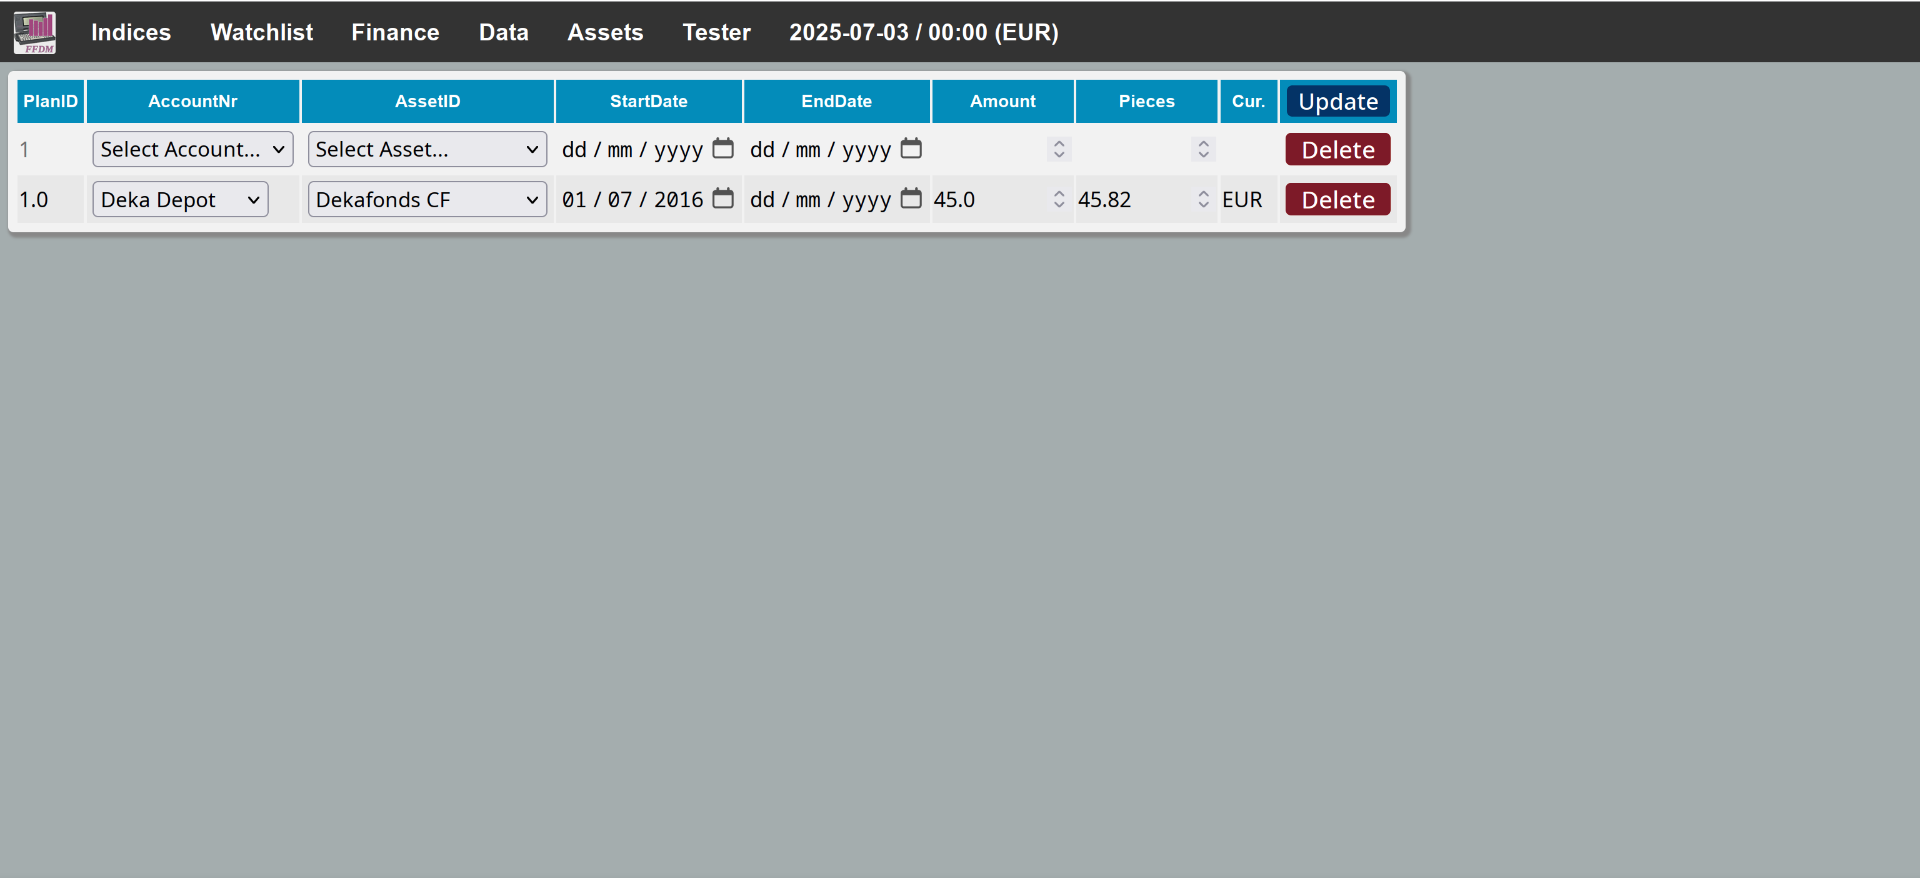 FFDM Indices Watchlist Finance Data Assets Tester 2025-07-03 / 00:00 (EUR)
PlanID AccountNr AssetID StartDate EndDate Amount Pieces Cur. Update
1 Select Account... Select Asset... dd / mm / yyyy dd / mm / yyyy Delete
1.0 Deka Depot Dekafonds CF 01 / 07 / 2016 dd / mm / yyyy 45.0 45.82 EUR Delete